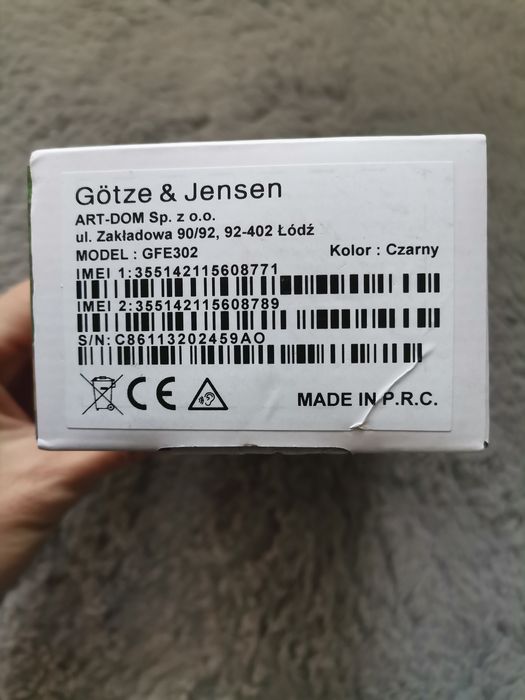 Götze & Jensen
ART-DOM Sp. z o.o.
ul. Zakładowa 90/92, 92-402 Łódź
MODEL : GFE302 Kolor : Czarny
IMEI 1:355142115608771
IMEI 2:355142115608789
S/N:C86113202459AO
CE MADE IN P.R.C.